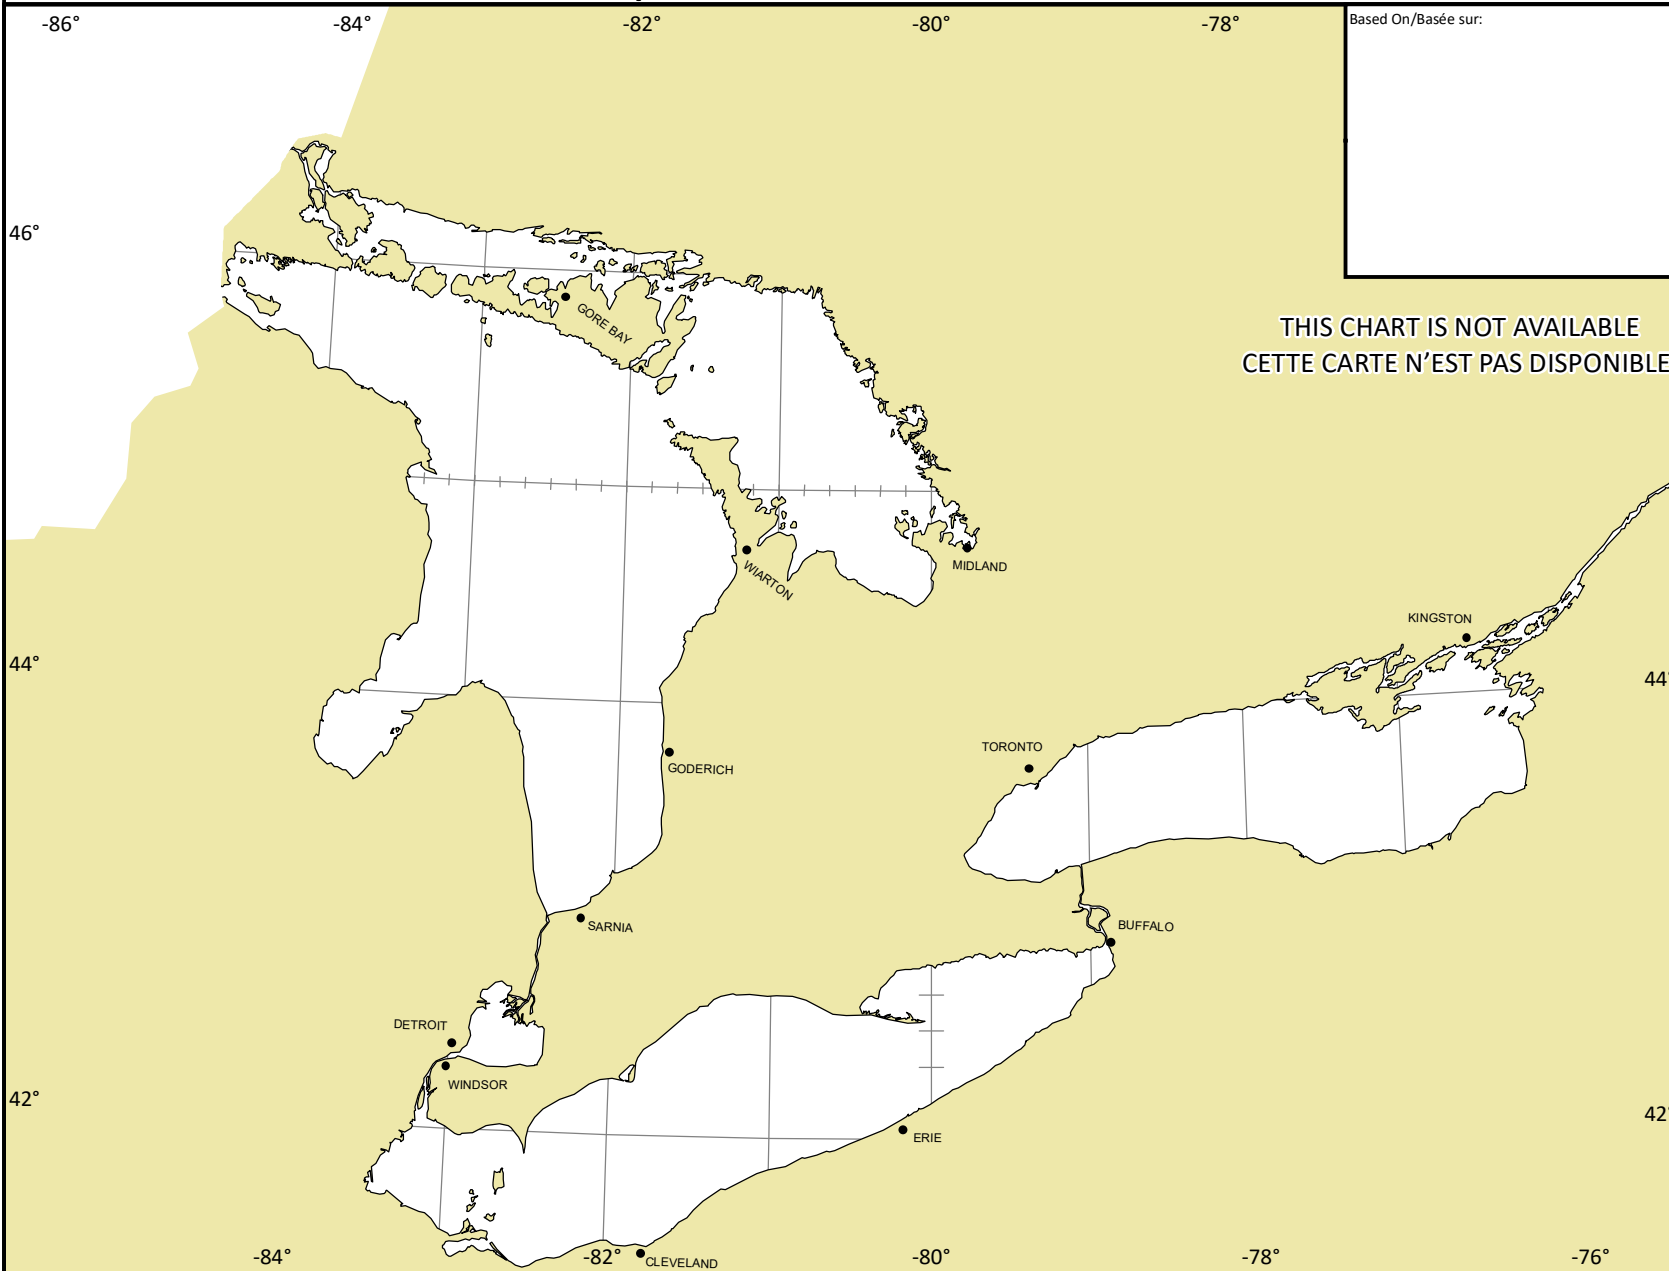 -86°
-84°
-82°
-80°
-78°
Based On/Basée sur:
46°
GORE BAY
THIS CHART IS NOT AVAILABLE
CETTE CARTE N'EST PAS DISPONIBLE
WIARTON
MIDLAND
KINGSTON
44°
44°
TORONTO
GODERICH
SARNIA
BUFFALO
DETROIT
WINDSOR
42°
42°
ERIE
-84°
-82°
CLEVELAND
-80°
-78°
-76°